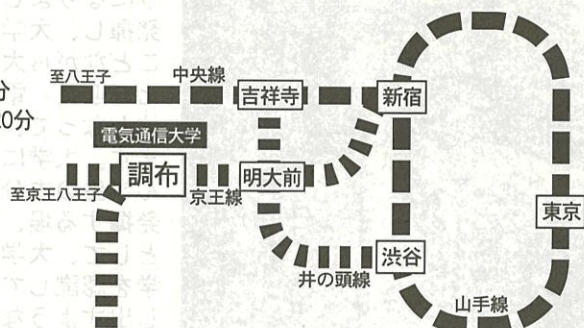 至八王子
中央線
分
0分
吉祥寺
新宿
電気通信大学
調布
明大前
至京王八王子
京王線
東京
渋谷
井の頭線
山手線